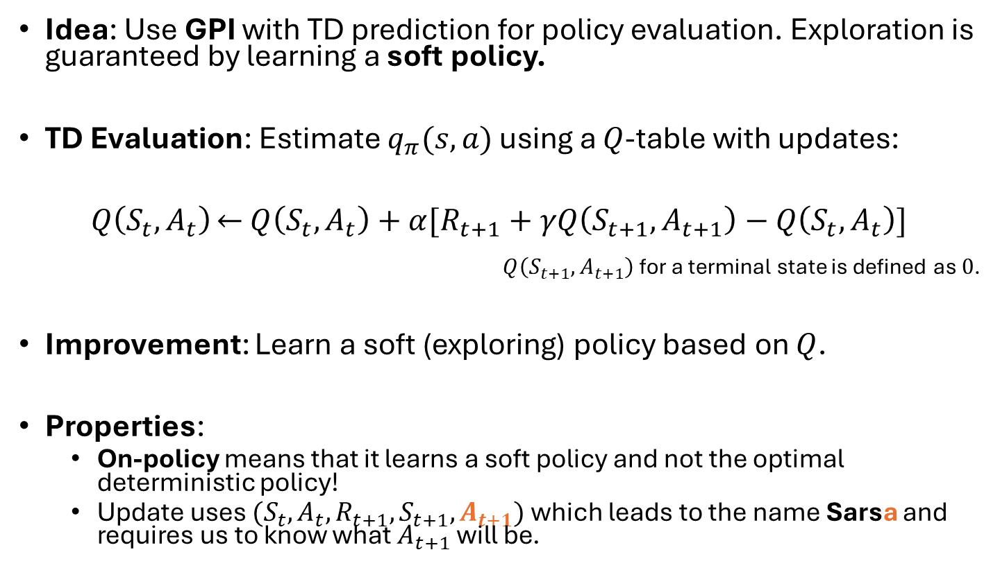 • Idea: Use GPI with TD prediction for policy evaluation. Exploration is
guaranteed by learning a soft policy.
• TD Evaluation: Estimate qπ(s, a) using a Q-table with updates:
Q(Sₜ, Aₜ) ← Q(Sₜ, Aₜ) + α[Rₜ₊₁ + γQ(Sₜ₊₁, Aₜ₊₁) − Q(Sₜ, Aₜ)]
Q(Sₜ₊₁, Aₜ₊₁) for a terminal state is defined as 0.
• Improvement: Learn a soft (exploring) policy based on Q.
• Properties:
• On-policy means that it learns a soft policy and not the optimal
deterministic policy!
• Update uses (Sₜ, Aₜ, Rₜ₊₁, Sₜ₊₁, Aₜ₊₁) which leads to the name Sarsa and
requires us to know what Aₜ₊₁ will be.